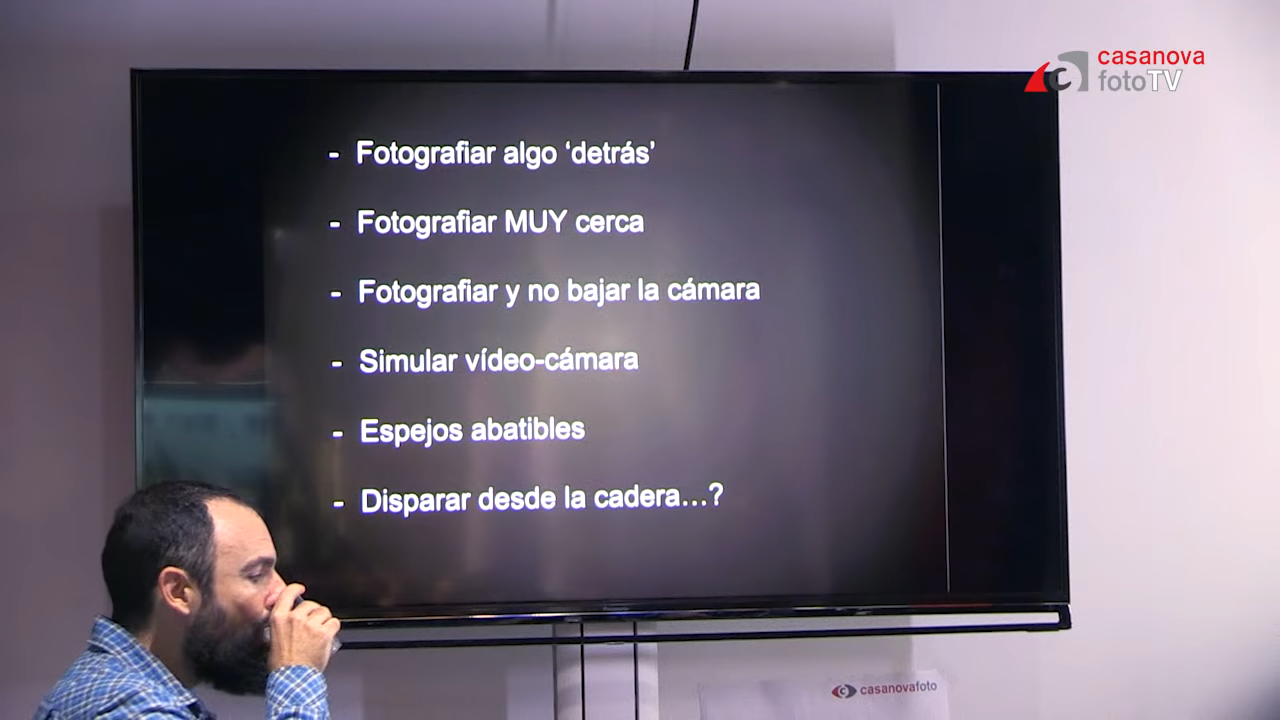 casanova
fotoTV
- Fotografiar algo ‘detrás’
- Fotografiar MUY cerca
- Fotografiar y no bajar la cámara
- Simular vídeo-cámara
- Espejos abatibles
- Disparar desde la cadera…?
casanovafoto